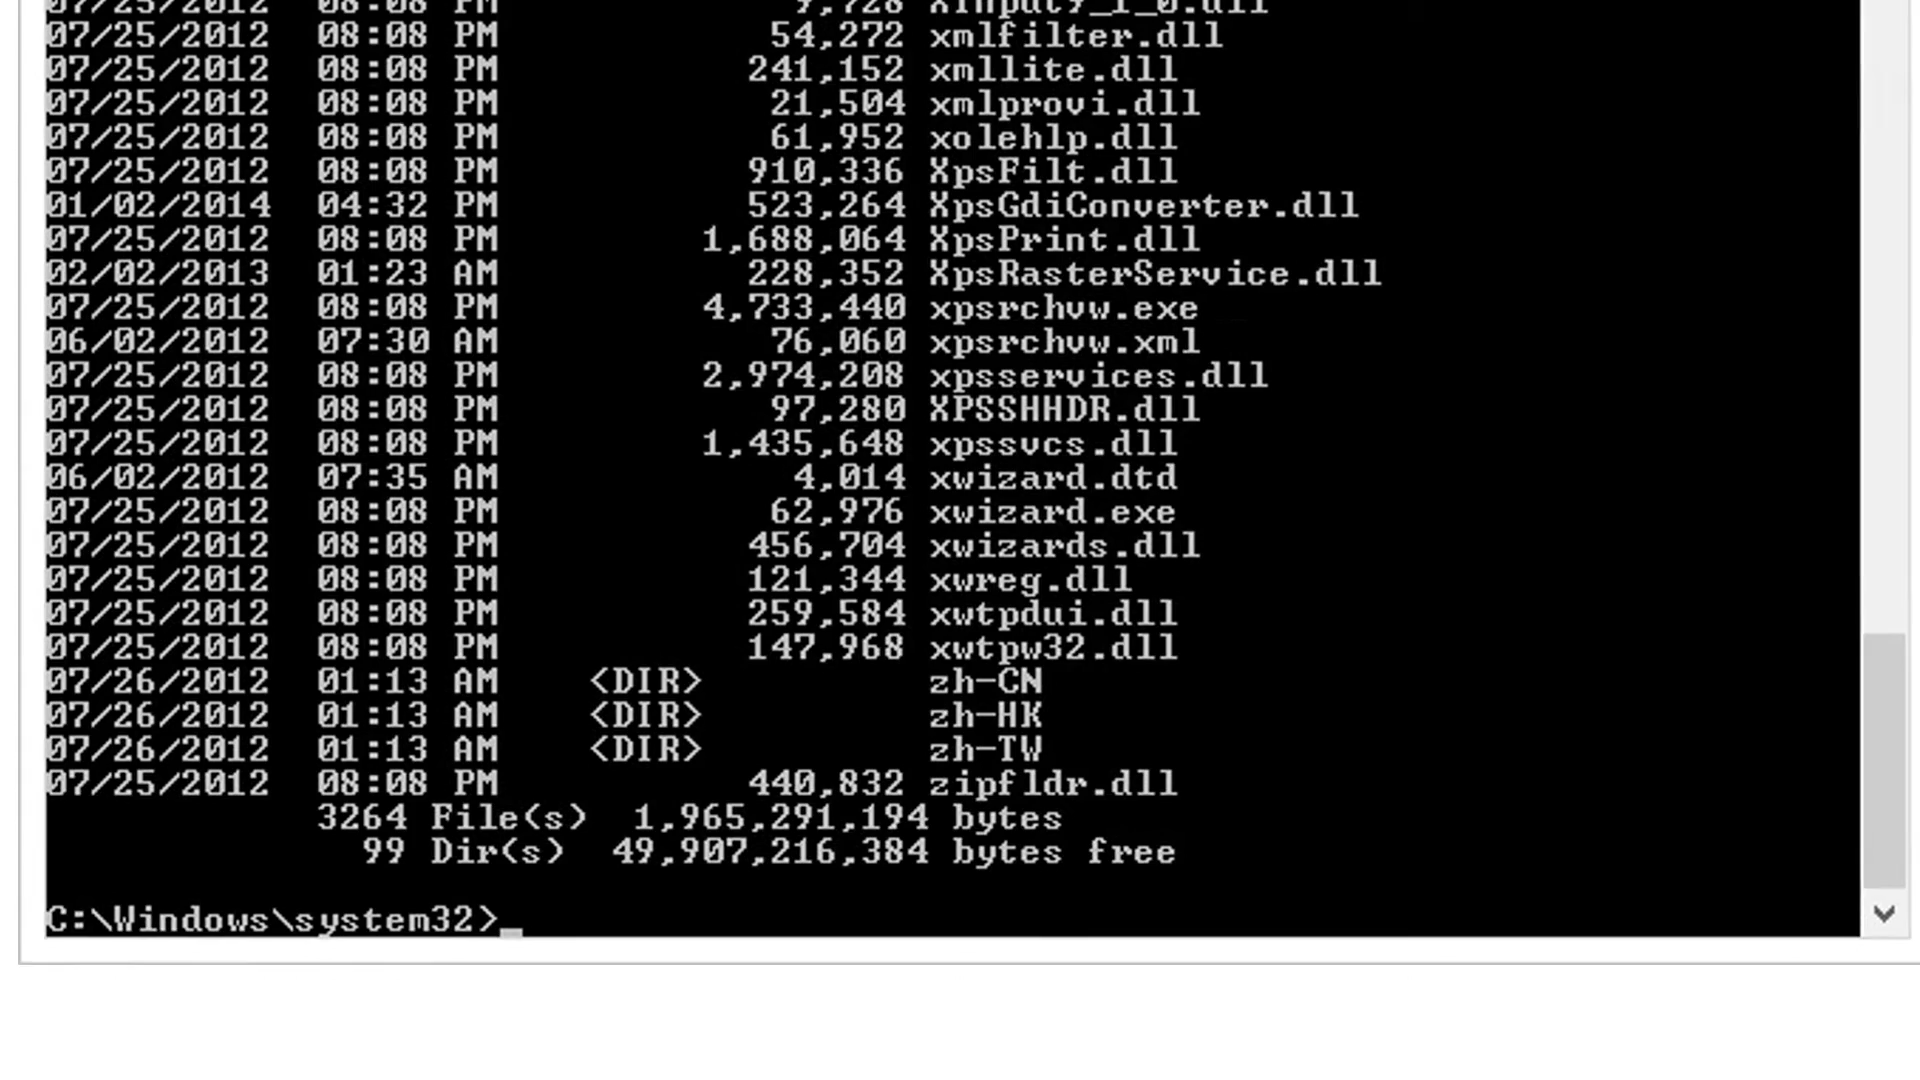 07/25/2012  08:08 PM             9,728 XInput9_1_0.dll
07/25/2012  08:08 PM            54,272 xmlfilter.dll
07/25/2012  08:08 PM           241,152 xmllite.dll
07/25/2012  08:08 PM            21,504 xmlprovi.dll
07/25/2012  08:08 PM            61,952 xolehlp.dll
07/25/2012  08:08 PM           910,336 XpsFilt.dll
01/02/2014  04:32 PM           523,264 XpsGdiConverter.dll
07/25/2012  08:08 PM         1,688,064 XpsPrint.dll
02/02/2013  01:23 AM           228,352 XpsRasterService.dll
07/25/2012  08:08 PM         4,733,440 xpsrchvw.exe
06/02/2012  07:30 AM            76,060 xpsrchvw.xml
07/25/2012  08:08 PM         2,974,208 xpsservices.dll
07/25/2012  08:08 PM            97,280 XPSSHHDR.dll
07/25/2012  08:08 PM         1,435,648 xpssvcs.dll
06/02/2012  07:35 AM             4,014 xwizard.dtd
07/25/2012  08:08 PM            62,976 xwizard.exe
07/25/2012  08:08 PM           456,704 xwizards.dll
07/25/2012  08:08 PM           121,344 xwreg.dll
07/25/2012  08:08 PM           259,584 xwtpdui.dll
07/25/2012  08:08 PM           147,968 xwtpw32.dll
07/26/2012  01:13 AM    <DIR>          zh-CN
07/26/2012  01:13 AM    <DIR>          zh-HK
07/26/2012  01:13 AM    <DIR>          zh-TW
07/25/2012  08:08 PM           440,832 zipfldr.dll
            3264 File(s)  1,965,291,194 bytes
              99 Dir(s)  49,907,216,384 bytes free
C:\Windows\system32>_